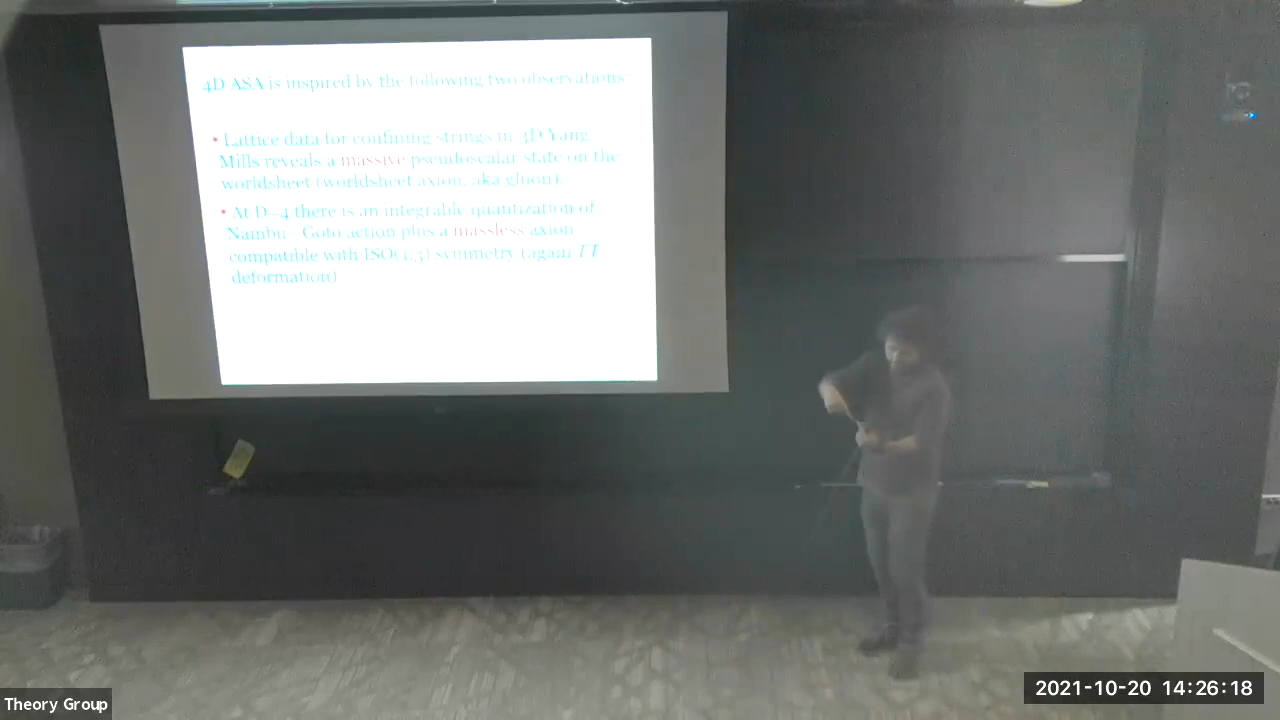 4D ASA is inspired by the following two observations:
• Lattice data for confining strings in 3D Yang
Mills reveals a massive pseudoscalar state on the
worldsheet (worldsheet axion, aka gluon).
• At D=4 there is an integrable quantization of
Nambu - Goto action plus a massless axion
compatible with ISO(1,3) symmetry (again
deformation)
Theory Group
2021-10-20 14:26:18